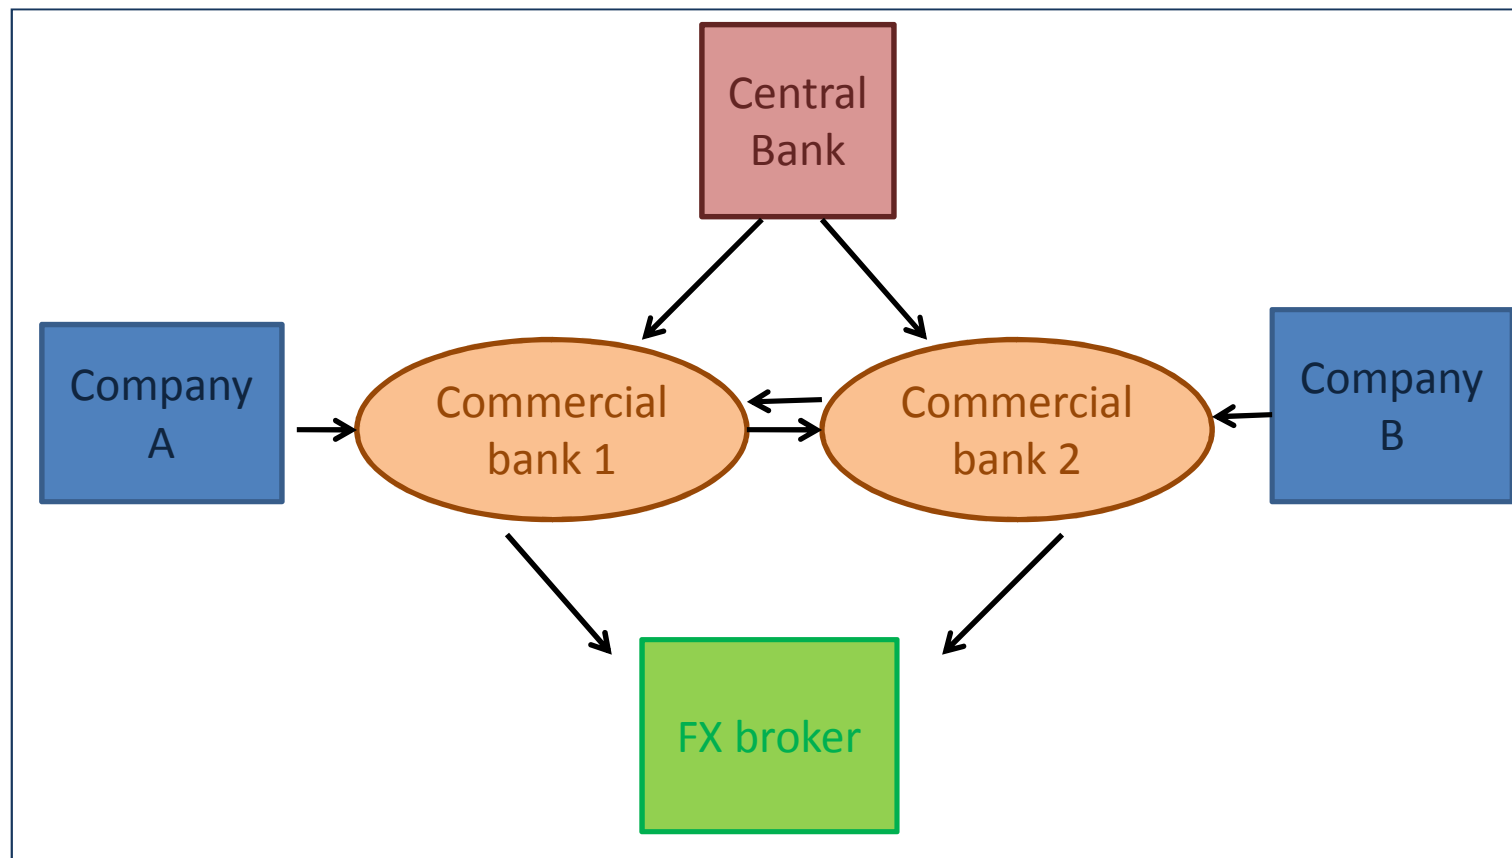 Central
Bank
Company
A
Commercial
bank 1
Commercial
bank 2
Company
B
FX broker